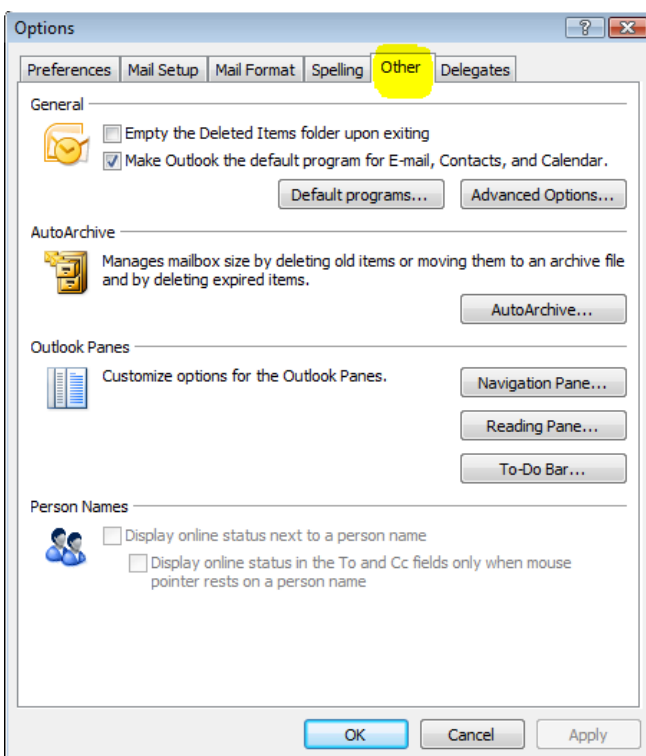 Options
Preferences Mail Setup Mail Format Spelling Other Delegates
General
Empty the Deleted Items folder upon exiting
Make Outlook the default program for E-mail, Contacts, and Calendar.
Default programs... Advanced Options...
AutoArchive
Manages mailbox size by deleting old items or moving them to an archive file
and by deleting expired items.
AutoArchive...
Outlook Panes
Customize options for the Outlook Panes.
Navigation Pane...
Reading Pane...
To-Do Bar...
Person Names
Display online status next to a person name
Display online status in the To and Cc fields only when mouse
pointer rests on a person name
OK Cancel Apply